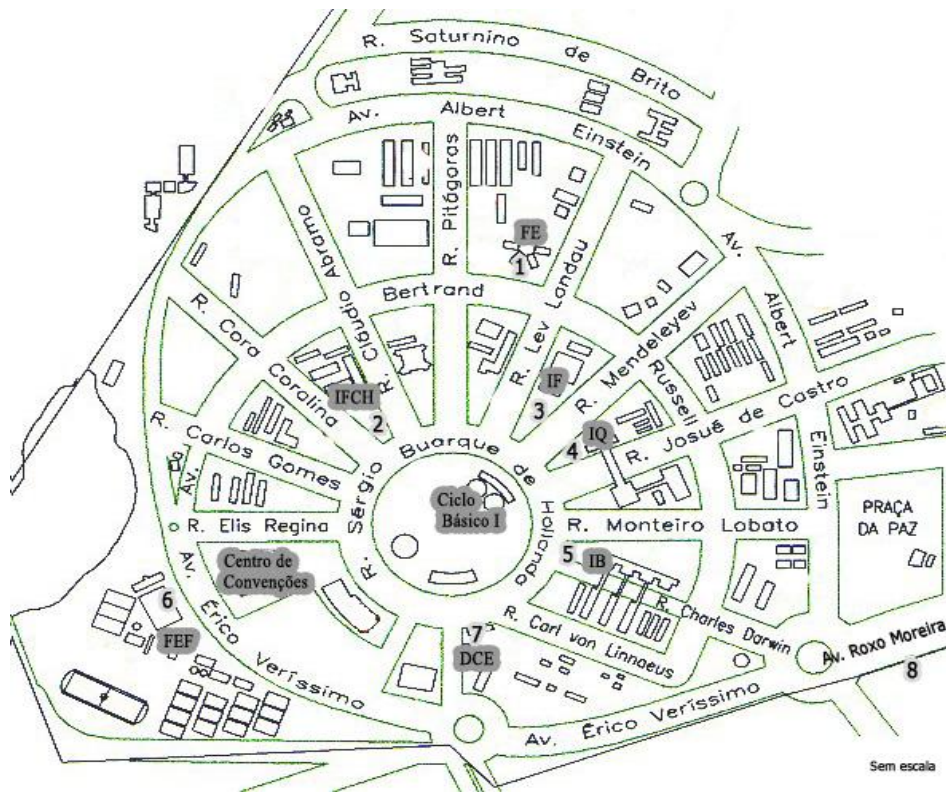 R. Saturnino de Brito
Av. Albert Einstein
R. Pitágoras
FE
1
R. Cláudio Abramo
R. Lev Londau
Av. Albert Einstein
Bertrand Russell
R. Mendeleyev
R. Cora Coralina
IFCH
2
IF
3
IQ
4
R. Josué de Castro
R. Carlos Gomes
R. Sérgio Buarque de Hollanda
Ciclo
Básico I
PRAÇA
DA PAZ
R. Elis Regina
R. Monteiro Lobato
Av. Érico Veríssimo
Centro de
Convenções
5
IB
6
FEF
R. Charles Darwin
R. Carl von Linnaeus
7
DCE
Av. Roxo Moreira
8
Av. Érico Veríssimo
Sem escala